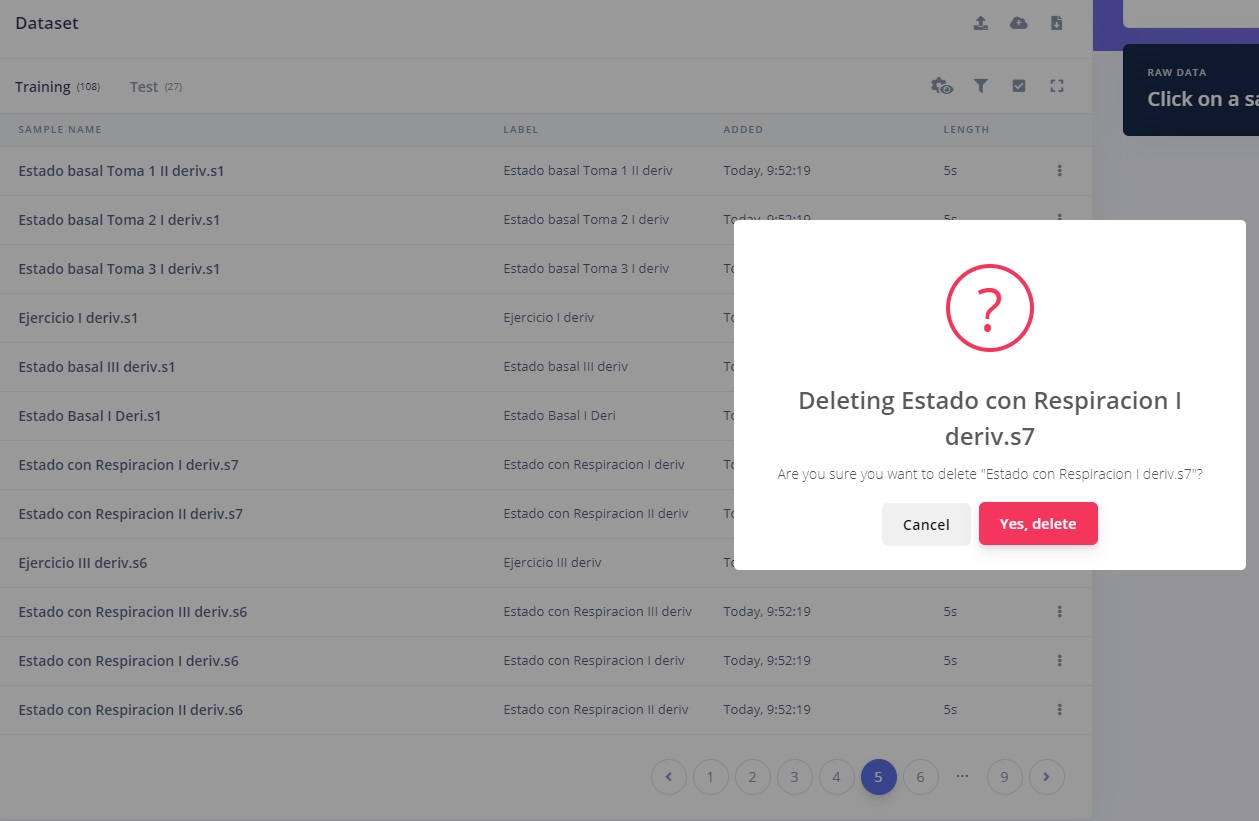 Dataset
Training (108) Test (27)
SAMPLE NAME LABEL ADDED LENGTH
Estado basal Toma 1 II deriv.s1 Estado basal Toma 1 II deriv Today, 9:52:19 5s
Estado basal Toma 2 I deriv.s1 Estado basal Toma 2 I deriv Today, 9:52:19 5s
Estado basal Toma 3 I deriv.s1 Estado basal Toma 3 I deriv
Ejercicio I deriv.s1 Ejercicio I deriv
Estado basal III deriv.s1 Estado basal III deriv
Estado Basal I Deri.s1 Estado Basal I Deri
Estado con Respiracion I deriv.s7 Estado con Respiracion I deriv
Estado con Respiracion II deriv.s7 Estado con Respiracion II deriv
Ejercicio III deriv.s6 Ejercicio III deriv
Estado con Respiracion III deriv.s6 Estado con Respiracion III deriv Today, 9:52:19 5s
Estado con Respiracion I deriv.s6 Estado con Respiracion I deriv Today, 9:52:19 5s
Estado con Respiracion II deriv.s6 Estado con Respiracion II deriv Today, 9:52:19 5s
1 2 3 4 5 6 ... 9
RAW DATA
Click on a
?
Deleting Estado con Respiracion I
deriv.s7
Are you sure you want to delete "Estado con Respiracion I deriv.s7"?
Cancel Yes, delete